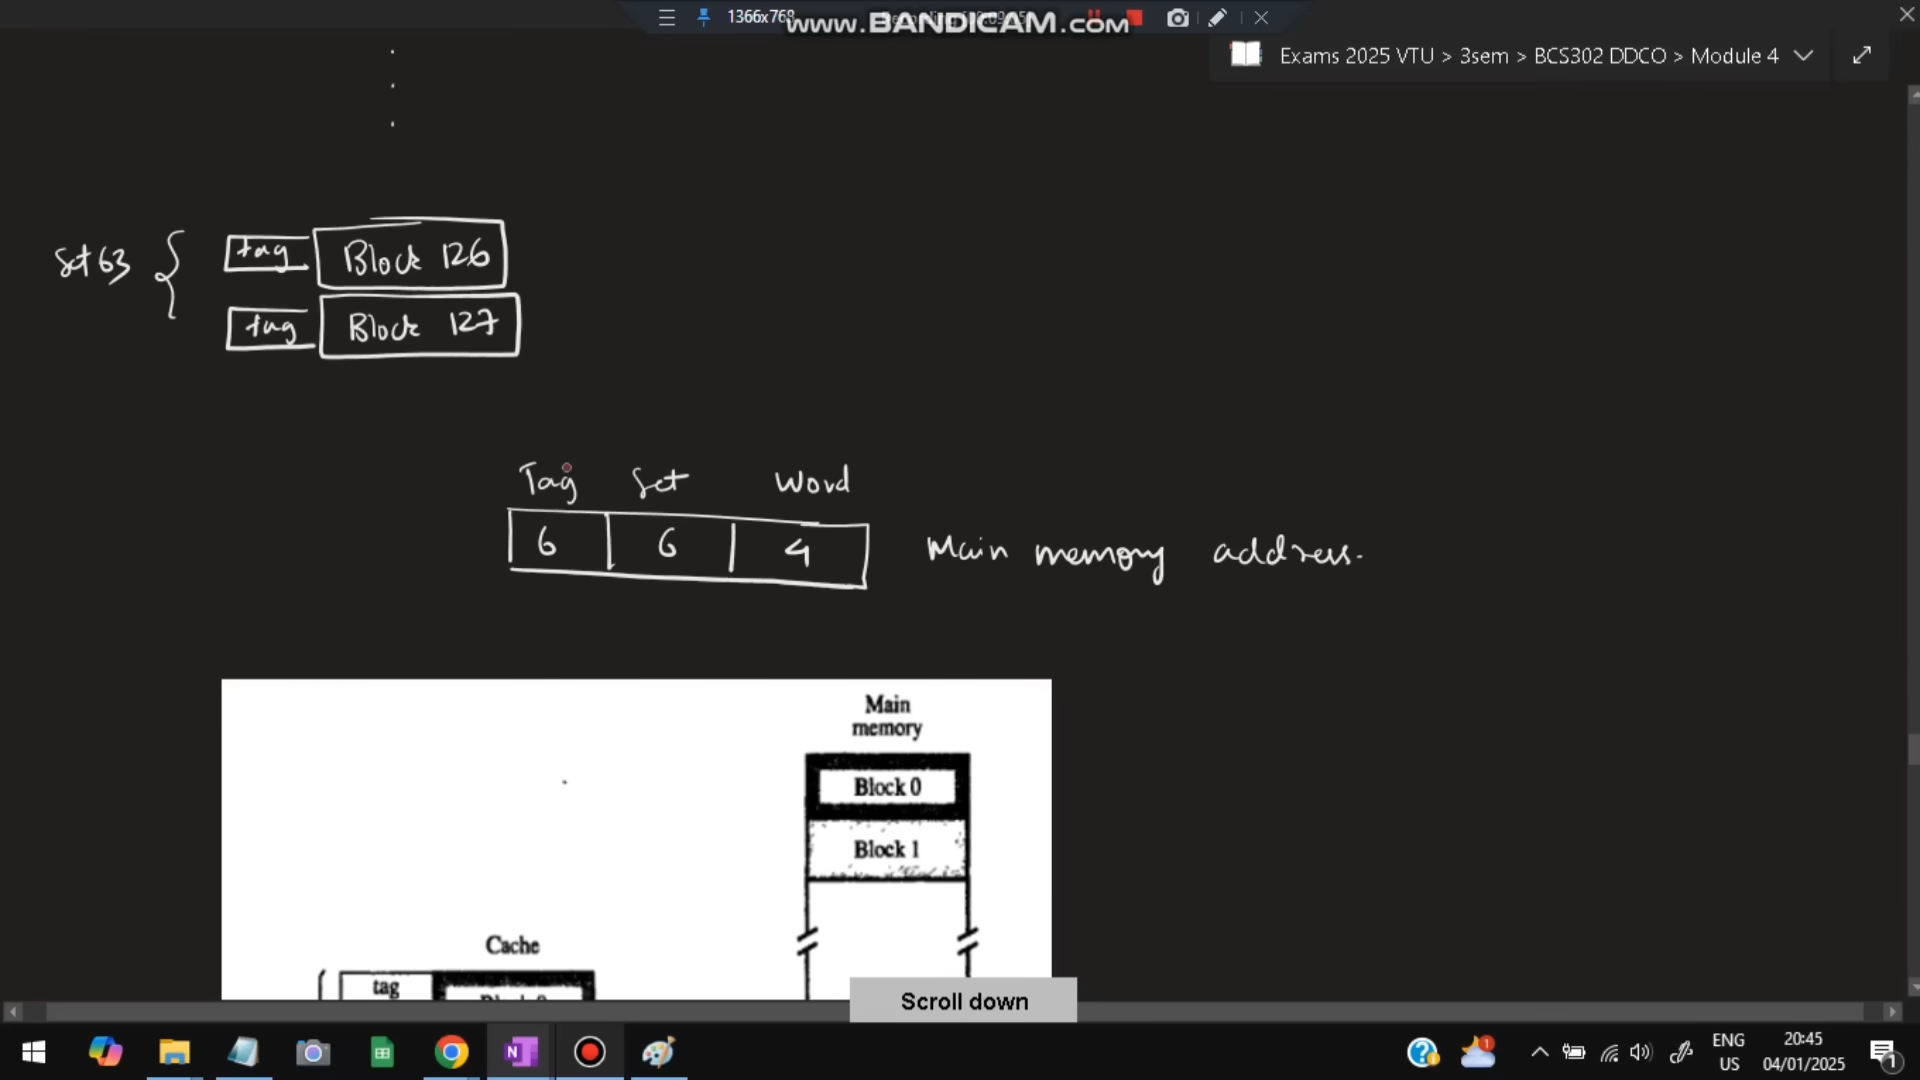 1366x768
www.BANDICAM.com
Exams 2025 VTU > 3sem > BCS302 DDCO > Module 4
Set 63
tag Block 126
tag Block 127
Tag Set Word
6 6 4 Main memory address.
Main
memory
Block 0
Block 1
Cache
tag
Scroll down
ENG
US
20:45
04/01/2025